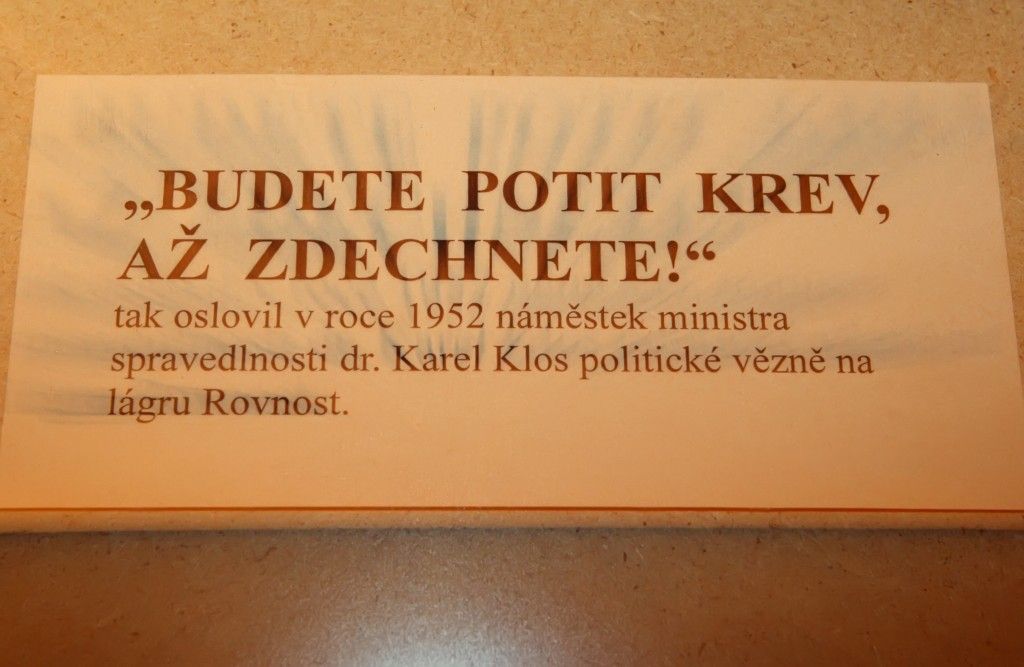 „BUDETE POTIT KREV,
AŽ ZDECHNETE!“
tak oslovil v roce 1952 náměstek ministra
spravedlnosti dr. Karel Klos politické vězně na
lágru Rovnost.